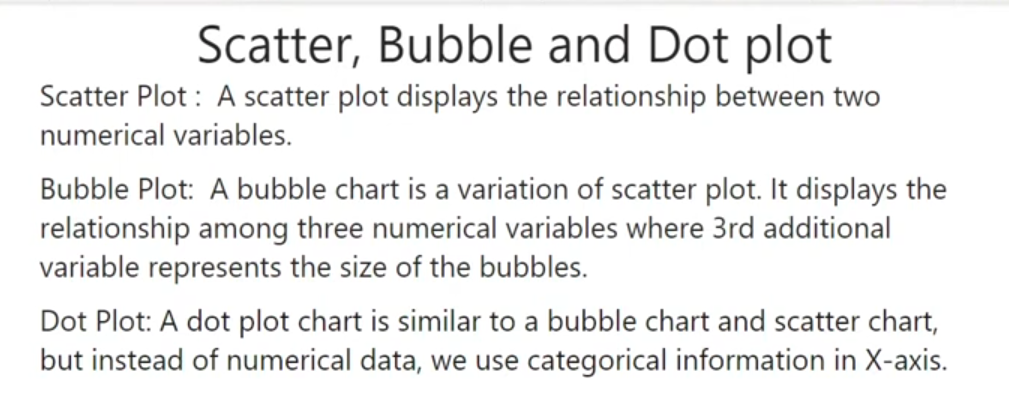 Scatter, Bubble and Dot plot
Scatter Plot :  A scatter plot displays the relationship between two
numerical variables.
Bubble Plot:  A bubble chart is a variation of scatter plot. It displays the
relationship among three numerical variables where 3rd additional
variable represents the size of the bubbles.
Dot Plot: A dot plot chart is similar to a bubble chart and scatter chart,
but instead of numerical data, we use categorical information in X-axis.